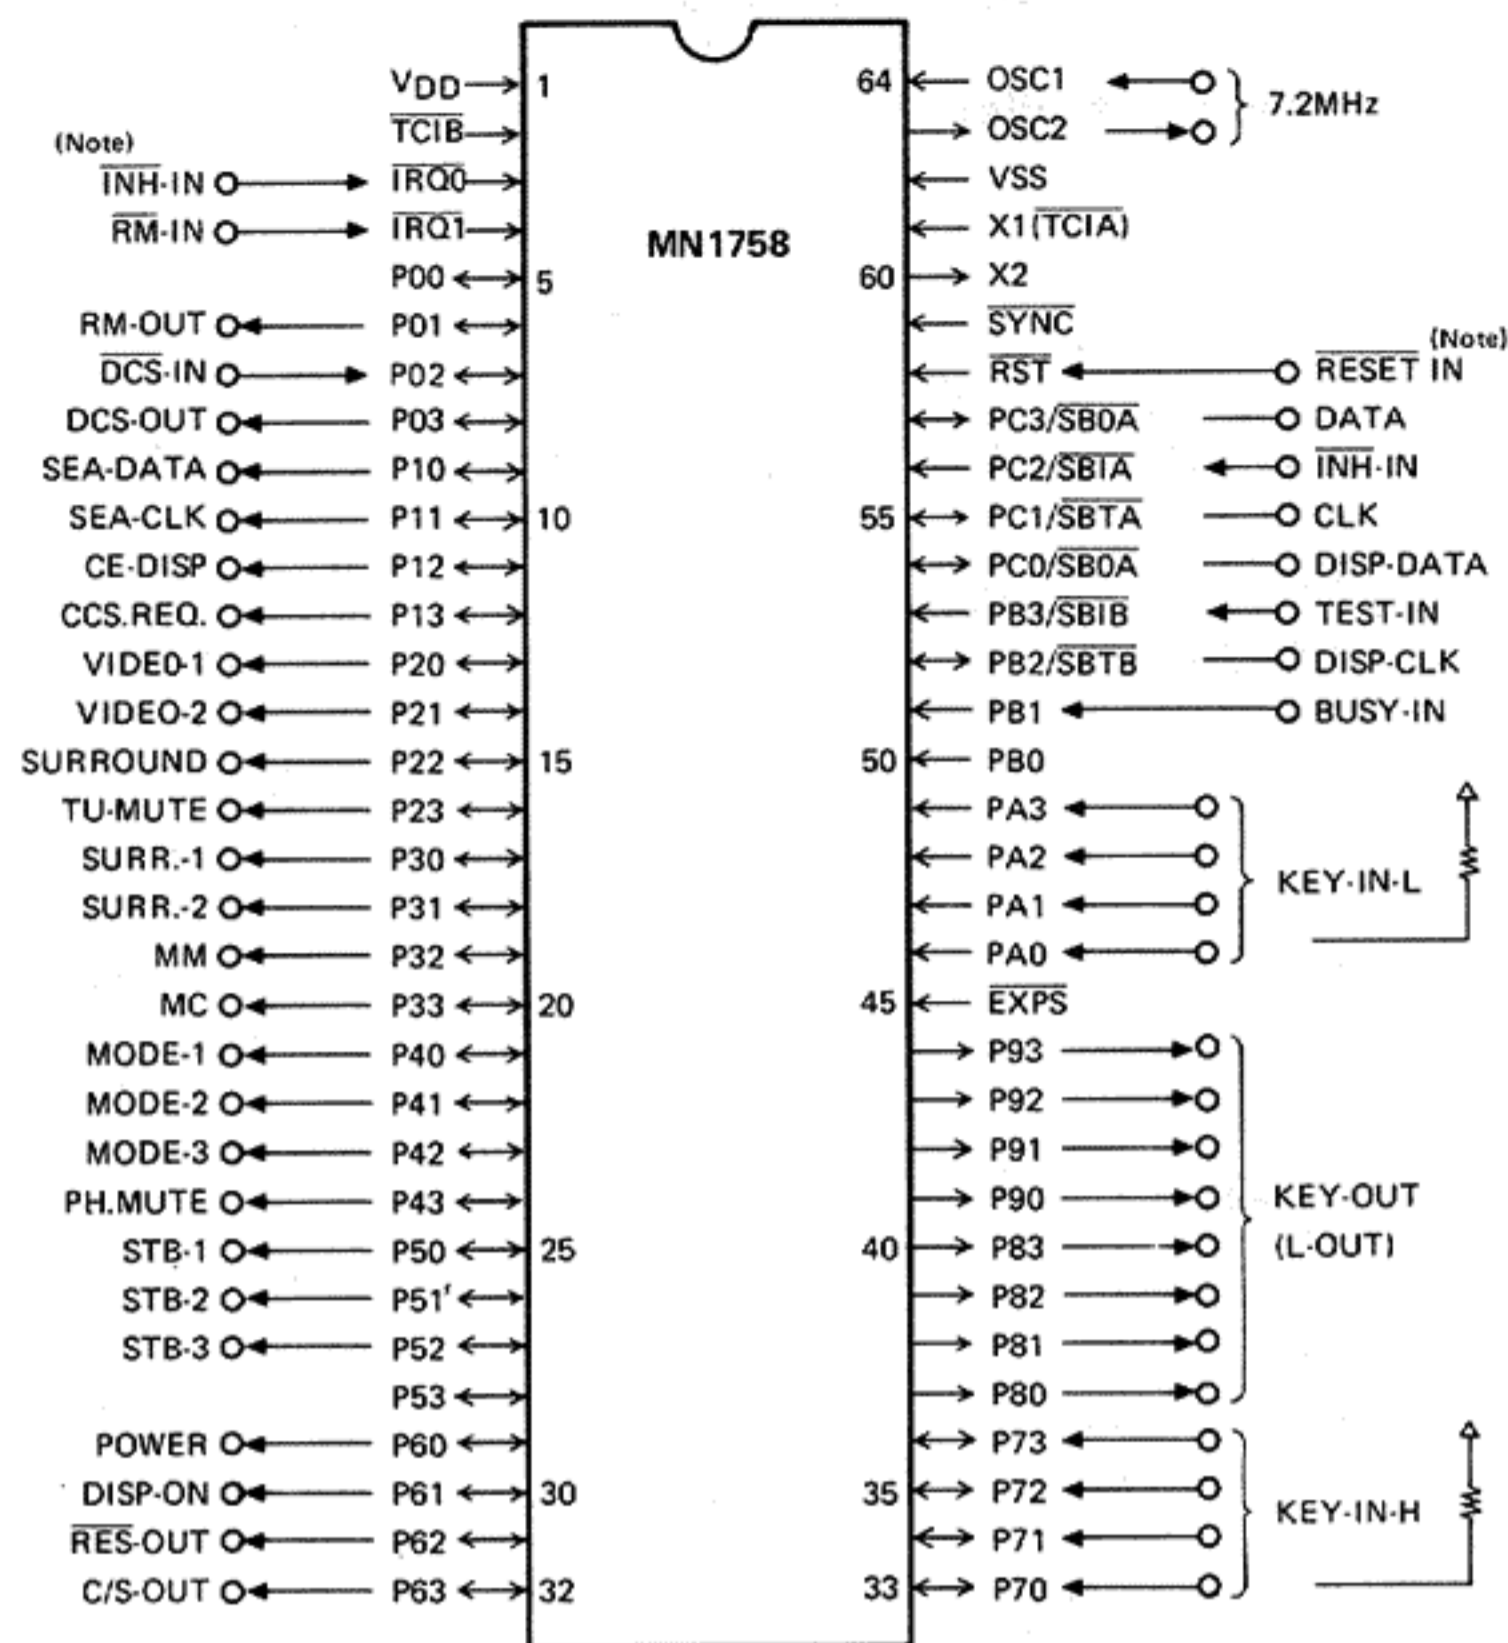 MN1758
VDD 1
TCIB
(Note)
INH-IN IRQ0
RM-IN IRQ1
P00 5
RM-OUT P01
DCS-IN P02
DCS-OUT P03
SEA-DATA P10
SEA-CLK P11 10
CE-DISP P12
CCS.REQ. P13
VIDEO-1 P20
VIDEO-2 P21
SURROUND P22 15
TU-MUTE P23
SURR.-1 P30
SURR.-2 P31
MM P32
MC P33 20
MODE-1 P40
MODE-2 P41
MODE-3 P42
PH.MUTE P43
STB-1 P50 25
STB-2 P51
STB-3 P52
P53
POWER P60
DISP-ON P61 30
RES-OUT P62
C/S-OUT P63 32
64 OSC1
OSC2
7.2MHz
VSS
X1(TCIA)
60 X2
SYNC
(Note)
RST RESET IN
PC3/SB0A DATA
PC2/SBIA INH-IN
55 PC1/SBTA CLK
PC0/SB0A DISP-DATA
PB3/SBIB TEST-IN
PB2/SBTB DISP-CLK
PB1 BUSY-IN
50 PB0
PA3
PA2
PA1
PA0
KEY-IN-L
45 EXPS
P93
P92
P91
P90
40 P83
P82
P81
P80
KEY-OUT
(L-OUT)
P73
35 P72
P71
33 P70
KEY-IN-H